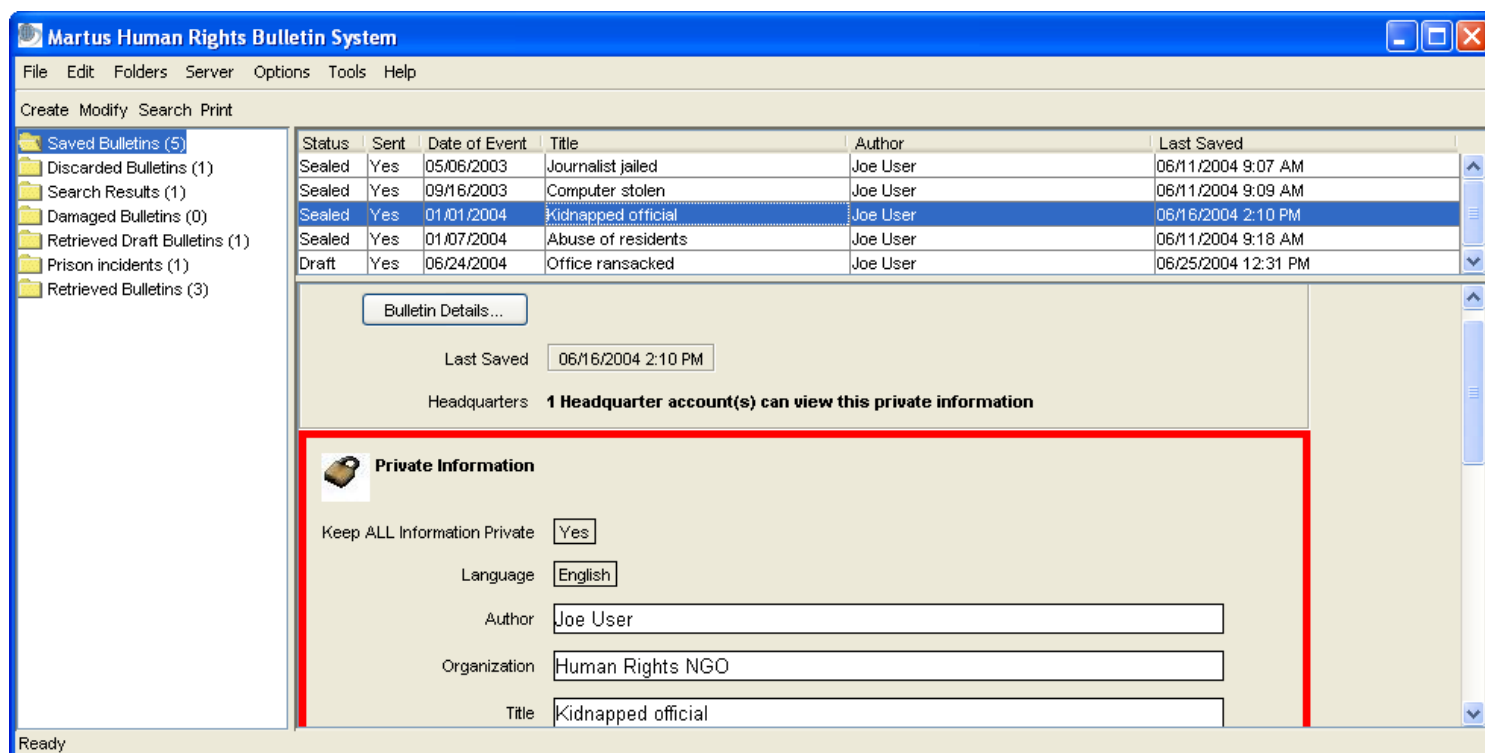 Martus Human Rights Bulletin System
File Edit Folders Server Options Tools Help
Create Modify Search Print
Saved Bulletins (5)
Discarded Bulletins (1)
Search Results (1)
Damaged Bulletins (0)
Retrieved Draft Bulletins (1)
Prison incidents (1)
Retrieved Bulletins (3)
Status Sent Date of Event Title Author Last Saved
Sealed Yes 05/06/2003 Journalist jailed Joe User 06/11/2004 9:07 AM
Sealed Yes 09/16/2003 Computer stolen Joe User 06/11/2004 9:09 AM
Sealed Yes 01/01/2004 Kidnapped official Joe User 06/16/2004 2:10 PM
Sealed Yes 01/07/2004 Abuse of residents Joe User 06/11/2004 9:18 AM
Draft Yes 06/24/2004 Office ransacked Joe User 06/25/2004 12:31 PM
Bulletin Details...
Last Saved 06/16/2004 2:10 PM
Headquarters 1 Headquarter account(s) can view this private information
Private Information
Keep ALL Information Private Yes
Language English
Author Joe User
Organization Human Rights NGO
Title Kidnapped official
Ready